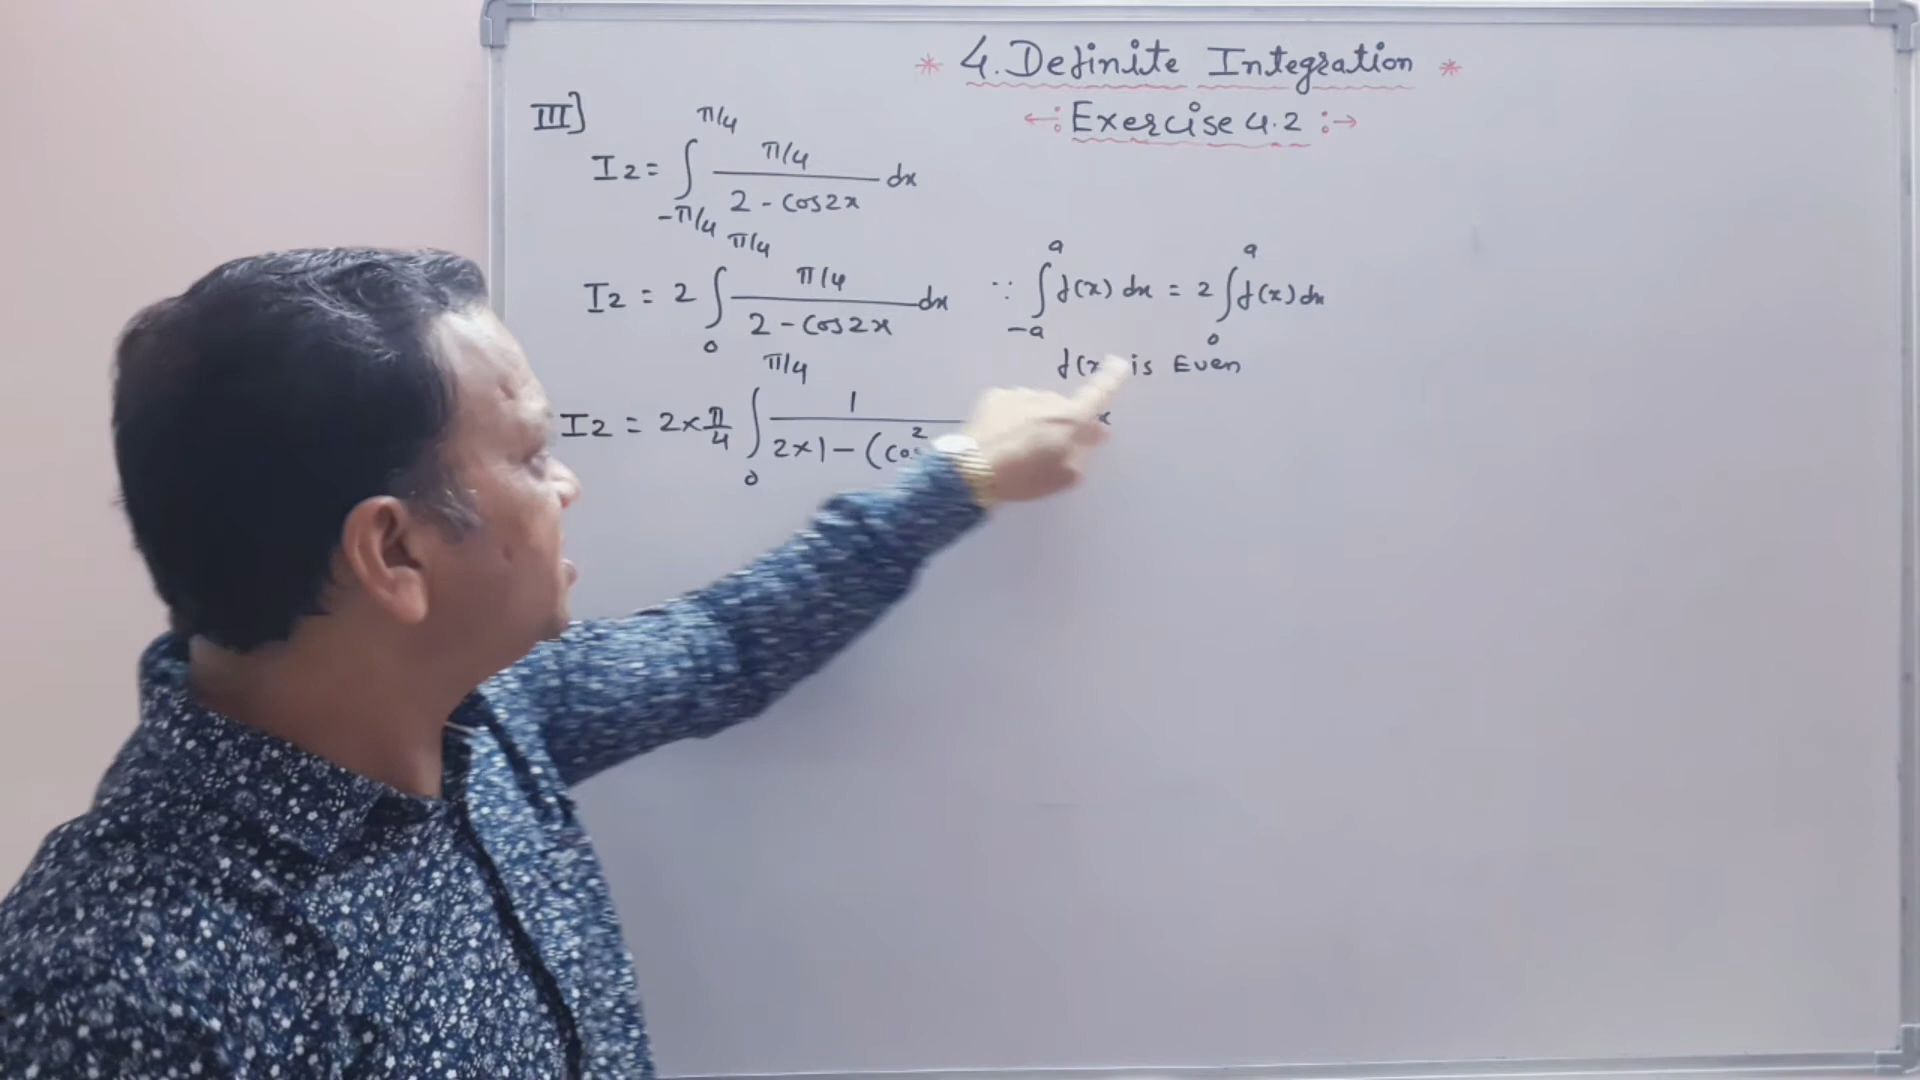 * 4. Definite Integration *
←: Exercise 4.2 :→
III]
I2 = ∫_{-π/4}^{π/4} (π/4)/(2 - cos2x) dx
I2 = 2 ∫_{0}^{π/4} (π/4)/(2 - cos2x) dx ∵ ∫_{-a}^{a} f(x) dx = 2 ∫_{0}^{a} f(x) dx
f(x is Even
I2 = 2×π/4 ∫_{0}^{π/4} 1/(2×1 - (cos²